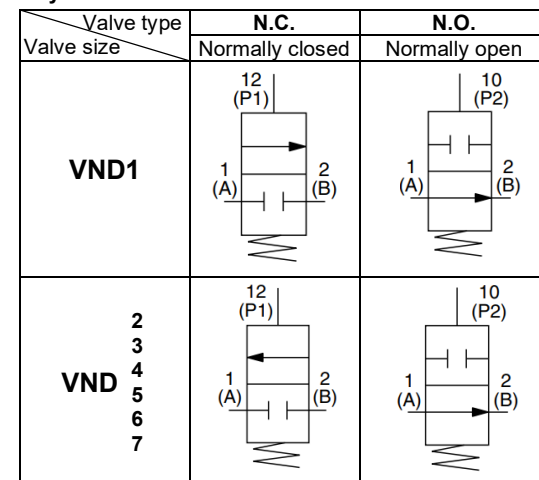 Valve type
Valve size
N.C.
N.O.
Normally closed
Normally open
VND1
12
(P1)
1
(A)
2
(B)
10
(P2)
1
(A)
2
(B)
VND
2
3
4
5
6
7
12
(P1)
1
(A)
2
(B)
10
(P2)
1
(A)
2
(B)